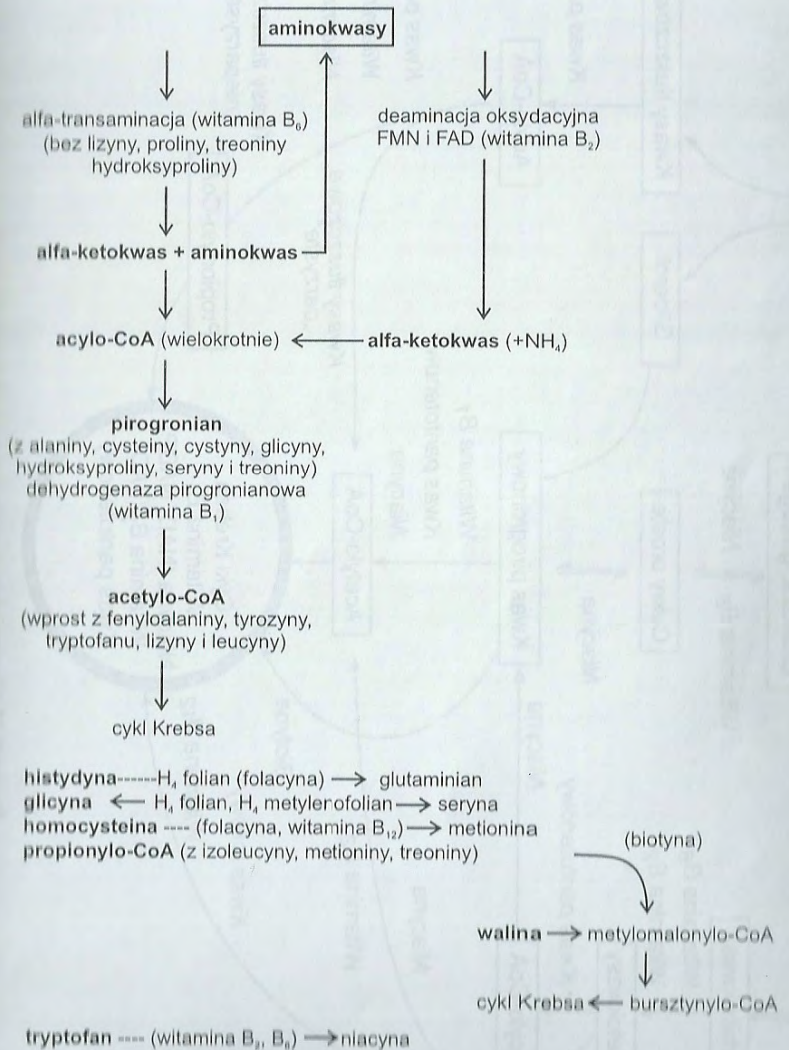 aminokwasy
alfa-transaminacja (witamina B₆)
(bez lizyny, proliny, treoniny
hydroksyproliny)
deaminacja oksydacyjna
FMN i FAD (witamina B₂)
alfa-ketokwas + aminokwas
acylo-CoA (wielokrotnie) ← alfa-ketokwas (+NH₄)
pirogronian
(z alaniny, cysteiny, cystyny, glicyny,
hydroksyproliny, seryny i treoniny)
dehydrogenaza pirogronianowa
(witamina B₁)
acetylo-CoA
(wprost z fenyloalaniny, tyrozyny,
tryptofanu, lizyny i leucyny)
cykl Krebsa
histydyna------H₄ folian (folacyna) → glutaminian
glicyna ← H₄ folian, H₄ metylerofolian → seryna
homocysteina ---- (folacyna, witamina B₁₂) → metionina
propionylo-CoA (z izoleucyny, metioniny, treoniny)
(biotyna)
walina → metylomalonylo-CoA
cykl Krebsa ← bursztynylo-CoA
tryptofan ---- (witamina B₂, B₆) → niacyna